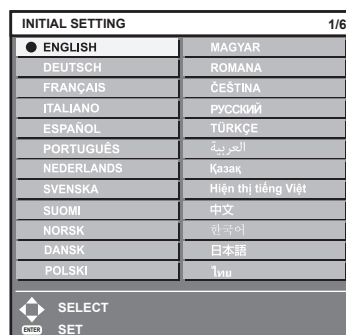 INITIAL SETTING 1/6
ENGLISH
DEUTSCH
FRANÇAIS
ITALIANO
ESPAÑOL
PORTUGUÊS
NEDERLANDS
SVENSKA
SUOMI
NORSK
DANSK
POLSKI
MAGYAR
ROMANA
ČEŠTINA
РУССКИЙ
TÜRKÇE
العربية
Қазақ
Hiện thị tiếng Việt
中文
한국어
日本語
ไทย
SELECT
ENTER SET